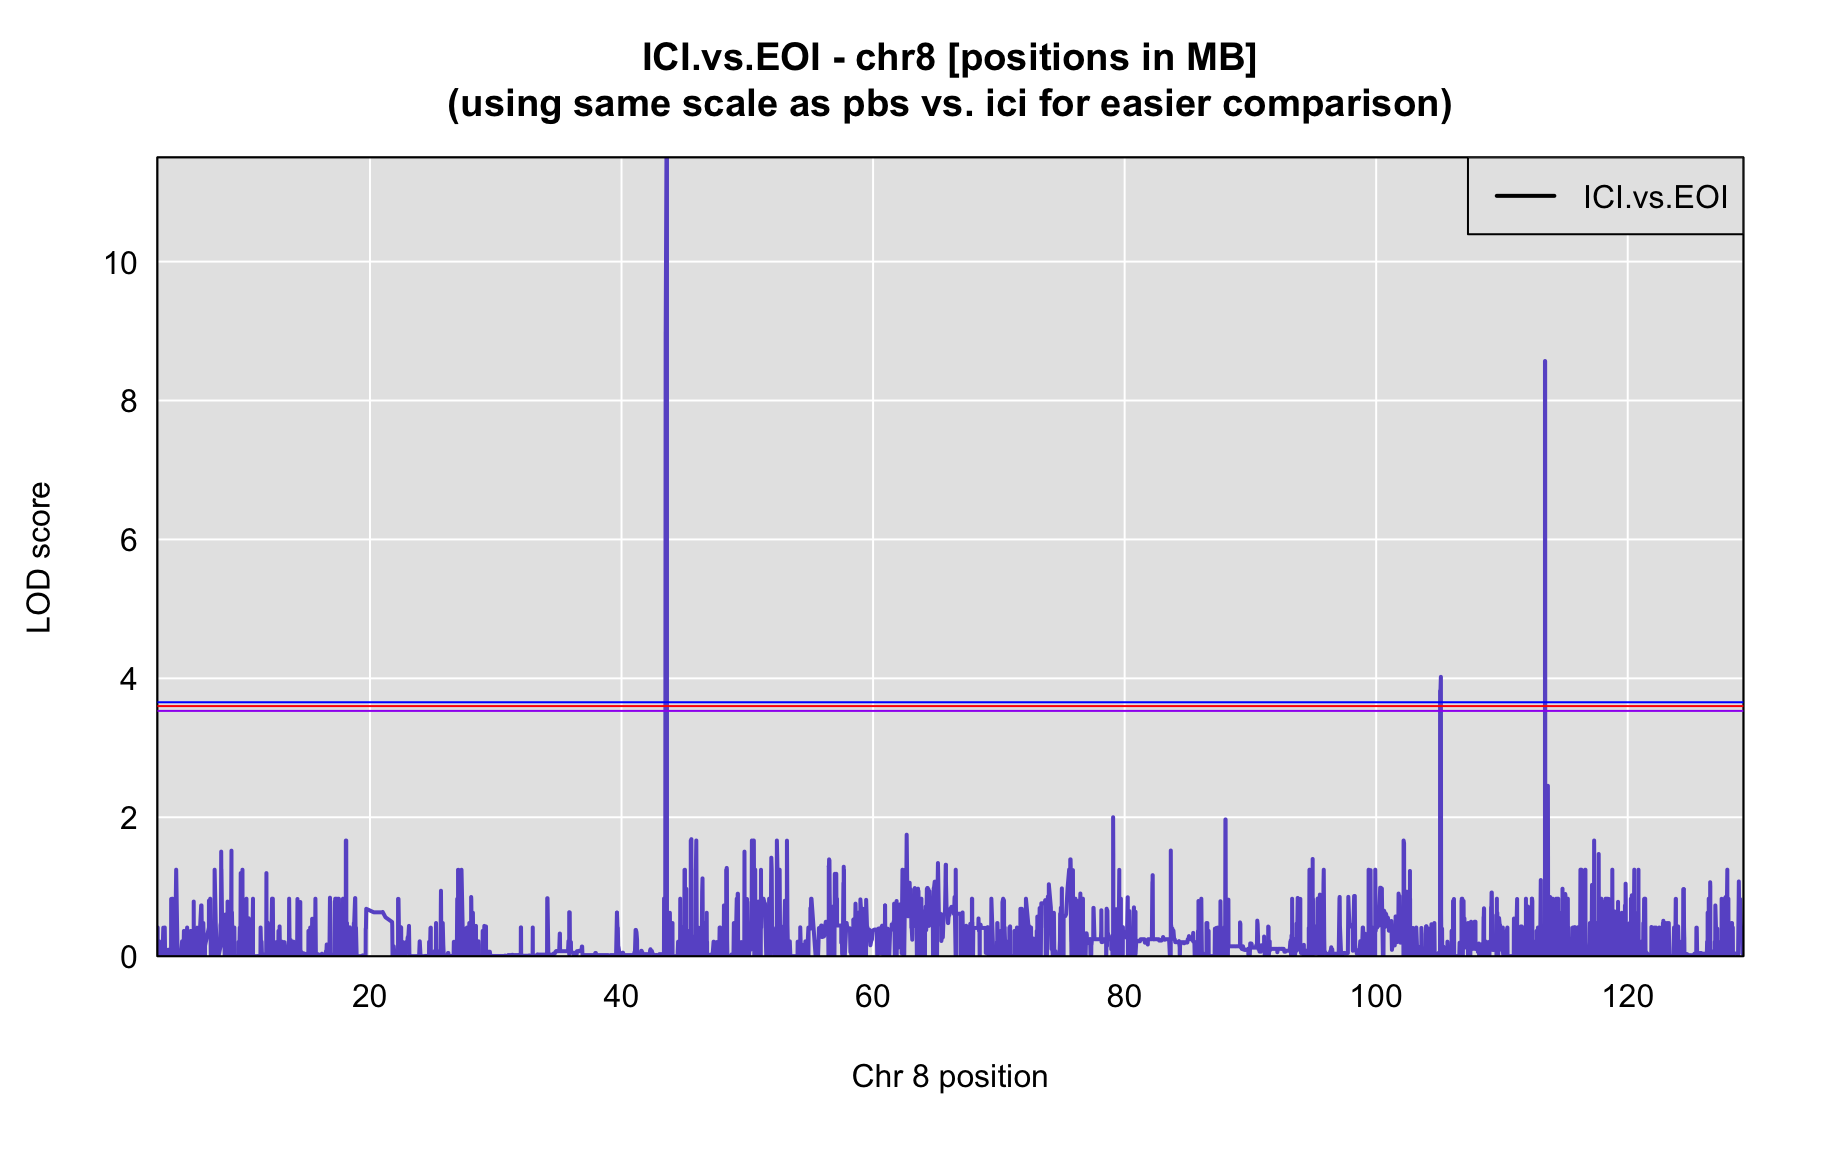 ICI.vs.EOI - chr8 [positions in MB]
(using same scale as pbs vs. ici for easier comparison)
ICI.vs.EOI
10
8
6
4
2
0
LOD score
20 40 60 80 100 120
Chr 8 position